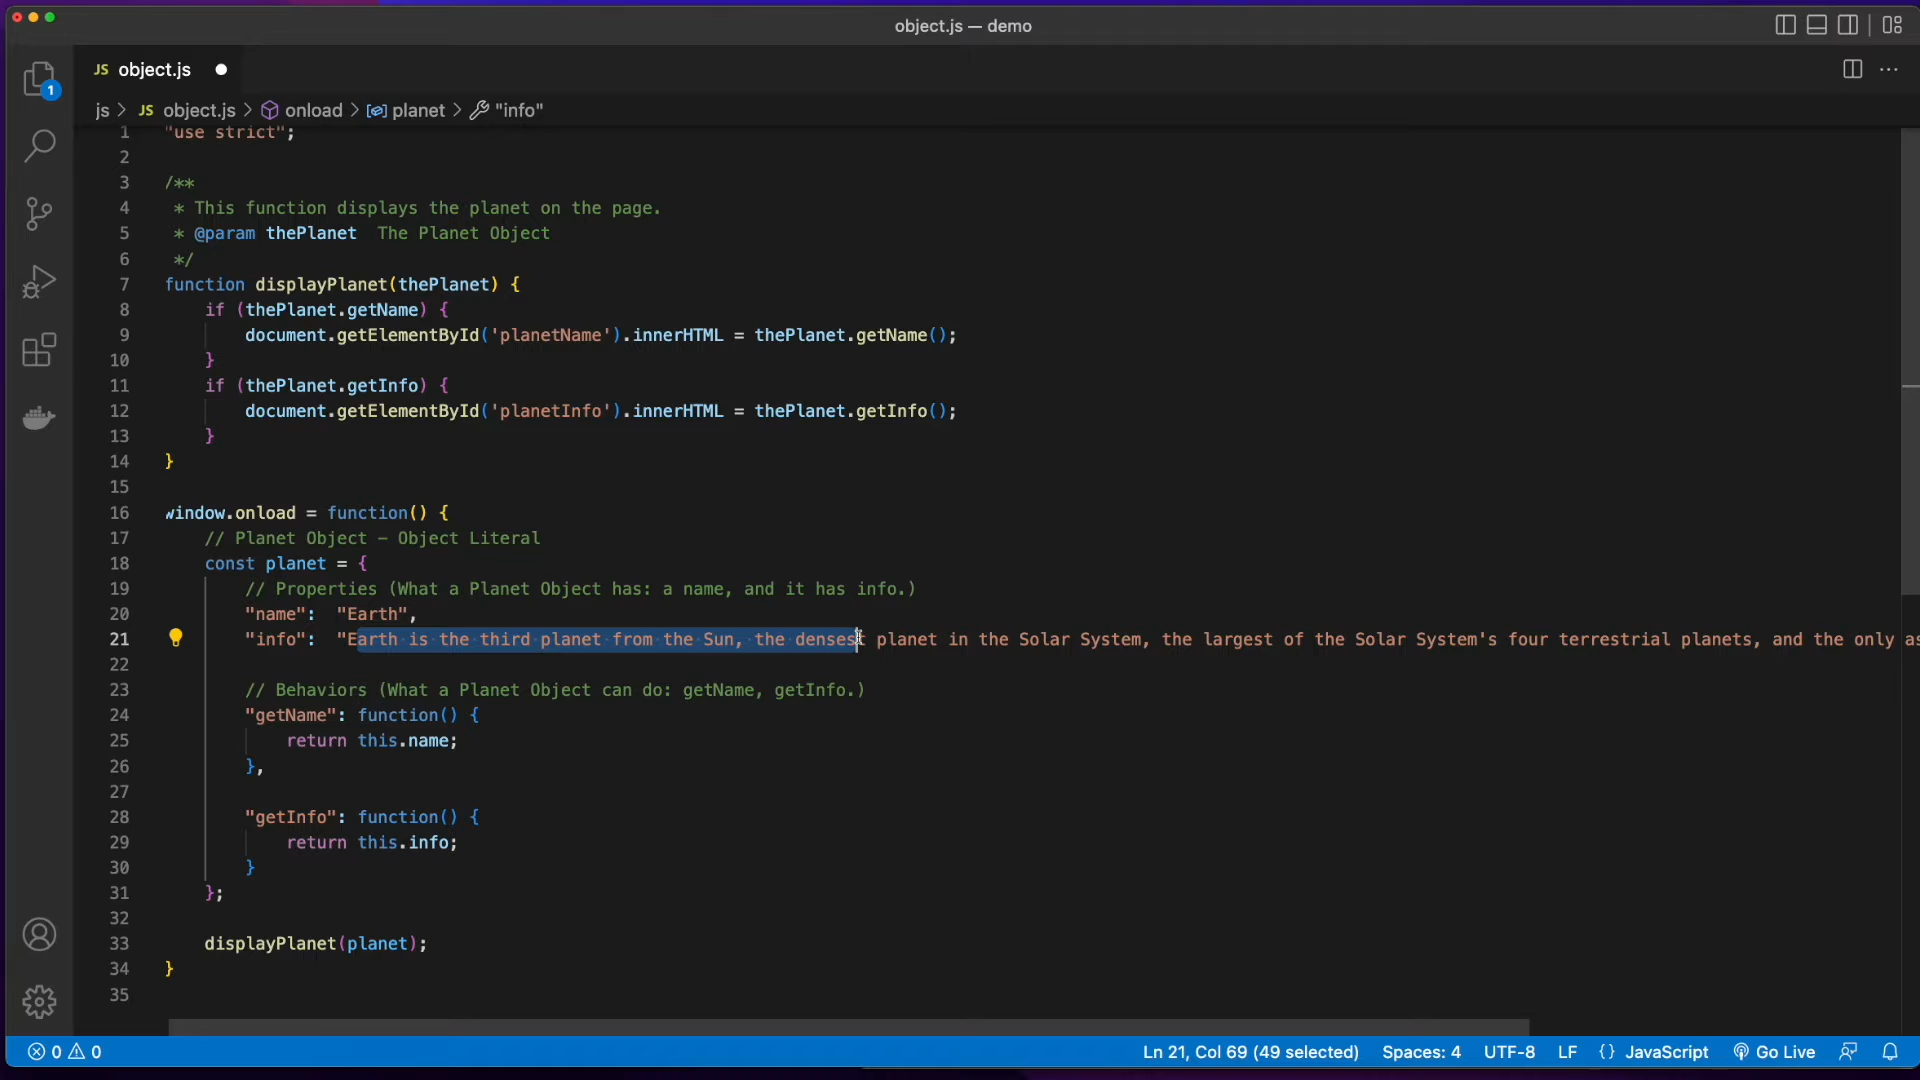 object.js — demo
JS object.js
1
js > JS object.js > onload > planet > "info"
1 "use strict";
2
3 /**
4  * This function displays the planet on the page.
5  * @param thePlanet  The Planet Object
6  */
7 function displayPlanet(thePlanet) {
8     if (thePlanet.getName) {
9         document.getElementById('planetName').innerHTML = thePlanet.getName();
10     }
11     if (thePlanet.getInfo) {
12         document.getElementById('planetInfo').innerHTML = thePlanet.getInfo();
13     }
14 }
15
16 window.onload = function() {
17     // Planet Object – Object Literal
18     const planet = {
19         // Properties (What a Planet Object has: a name, and it has info.)
20         "name":  "Earth",
21         "info":  "Earth is the third planet from the Sun, the densest planet in the Solar System, the largest of the Solar System's four terrestrial planets, and the only as
22
23         // Behaviors (What a Planet Object can do: getName, getInfo.)
24         "getName": function() {
25             return this.name;
26         },
27
28         "getInfo": function() {
29             return this.info;
30         }
31     };
32
33     displayPlanet(planet);
34 }
35
0 0 Ln 21, Col 69 (49 selected) Spaces: 4 UTF-8 LF {} JavaScript Go Live